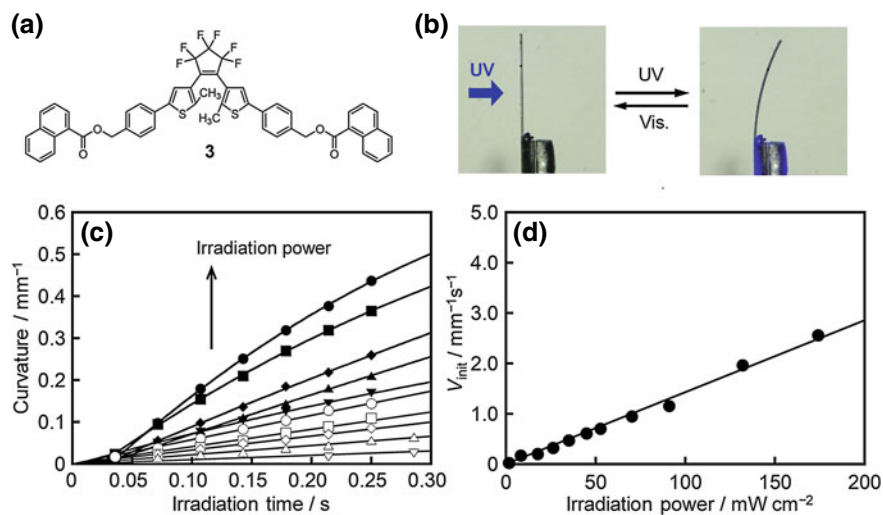 (a)
F F F F
F F
S CH₃
H₃C S
O O
O O
3
(b)
UV
UV
Vis.
(c)
Irradiation power
Curvature / mm⁻¹
0.6
0.5
0.4
0.3
0.2
0.1
0
0 0.05 0.10 0.15 0.20 0.25 0.30
Irradiation time / s
(d)
V_init / mm⁻¹s⁻¹
5.0
4.0
3.0
2.0
1.0
0
0 50 100 150 200
Irradiation power / mW cm⁻²